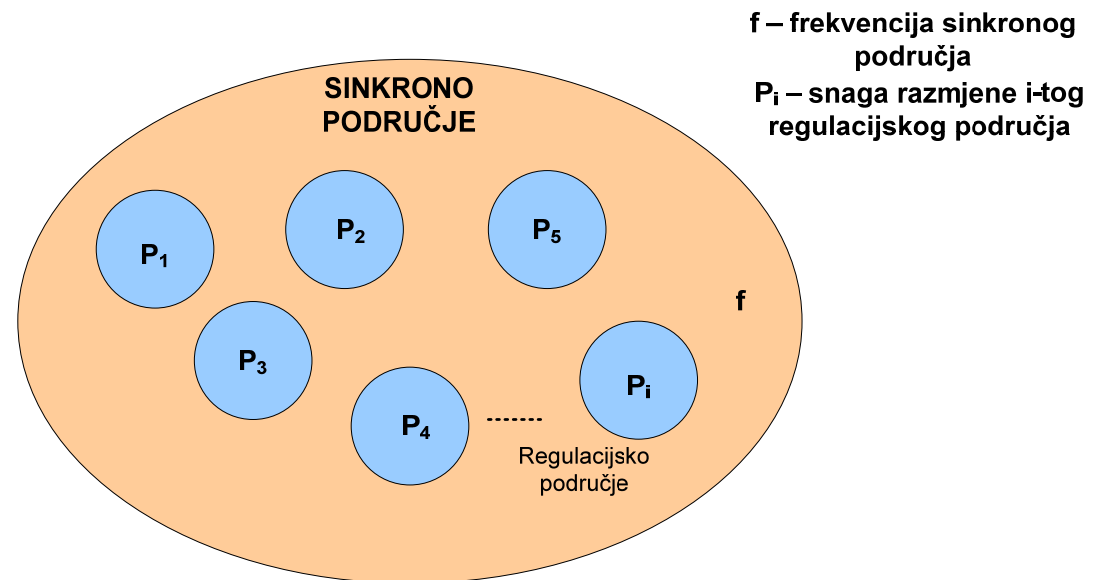 f – frekvencija sinkronog
područja
Pᵢ – snaga razmjene i-tog
regulacijskog područja
SINKRONO
PODRUČJE
P₁
P₂
P₅
f
P₃
Pᵢ
P₄
Regulacijsko
područje